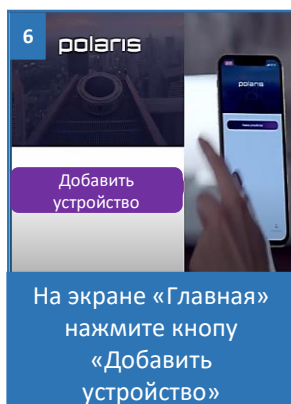 6
polaris
Добавить
устройство
polaris
На экране «Главная»
нажмите кнопу
«Добавить
устройство»